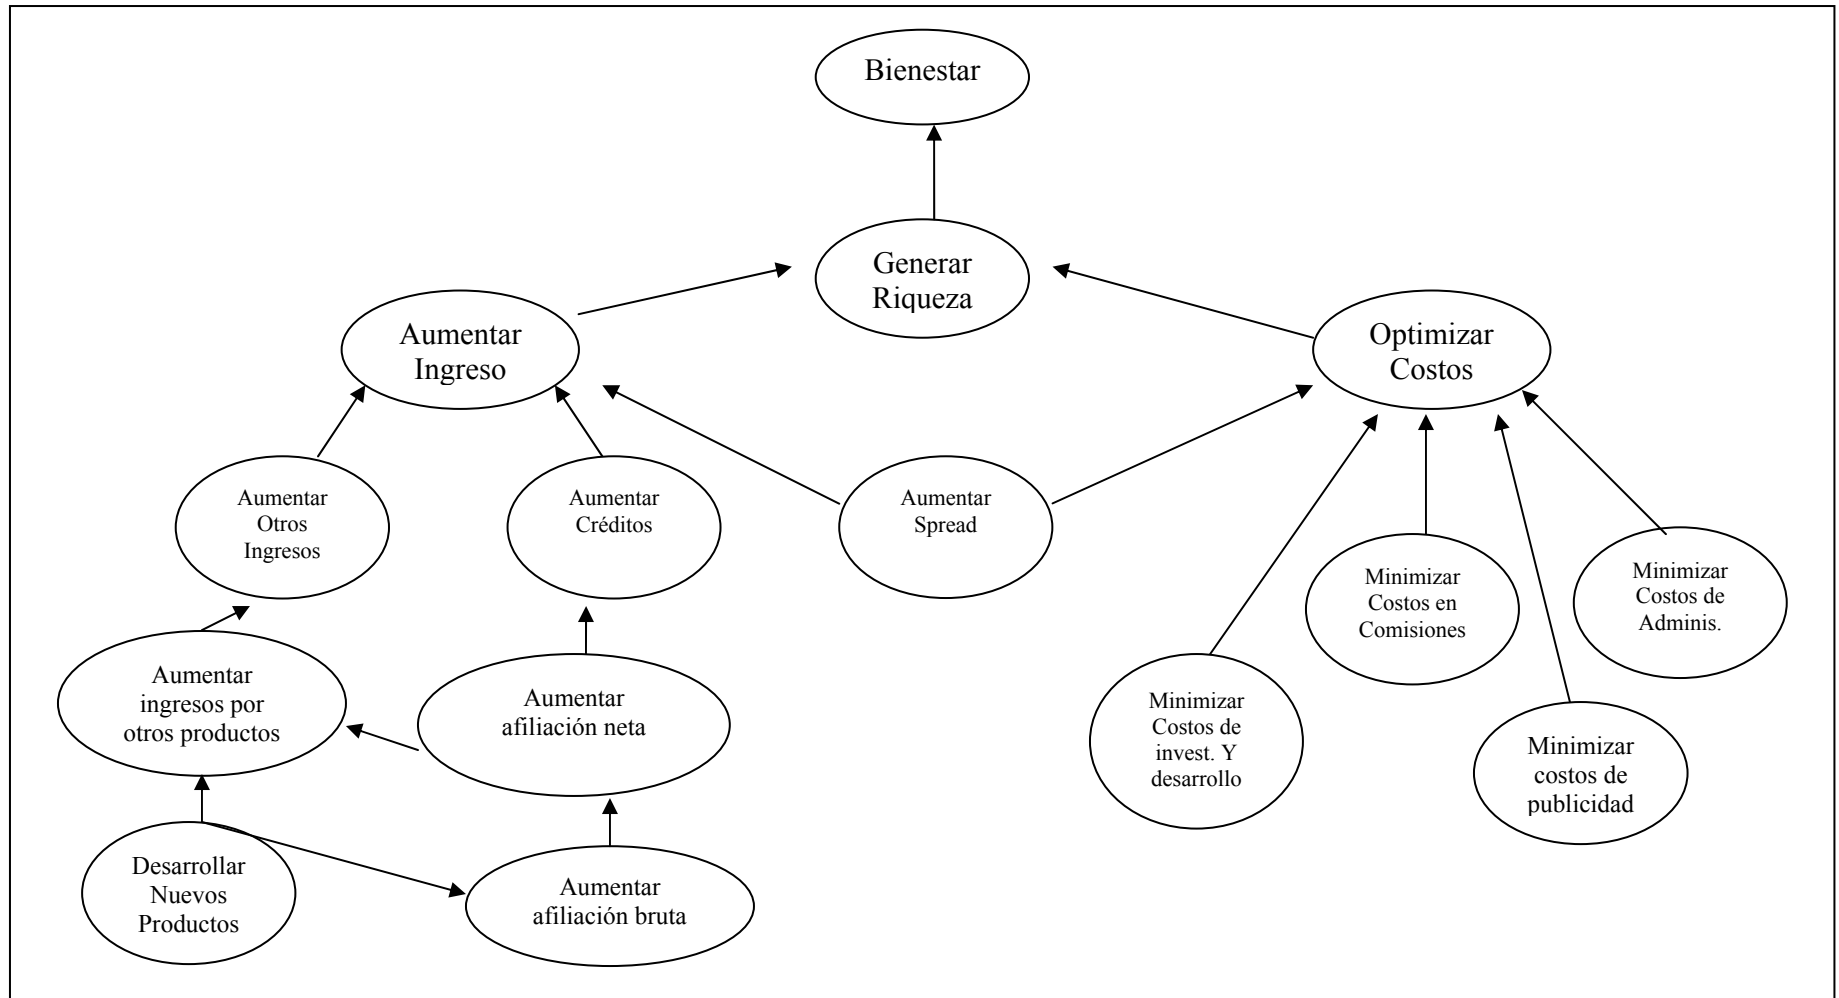 Bienestar
Generar
Riqueza
Aumentar
Ingreso
Optimizar
Costos
Aumentar
Otros
Ingresos
Aumentar
Créditos
Aumentar
Spread
Minimizar
Costos en
Comisiones
Minimizar
Costos de
Adminis.
Aumentar
ingresos por
otros productos
Aumentar
afiliación neta
Minimizar
Costos de
invest. Y
desarrollo
Minimizar
costos de
publicidad
Desarrollar
Nuevos
Productos
Aumentar
afiliación bruta